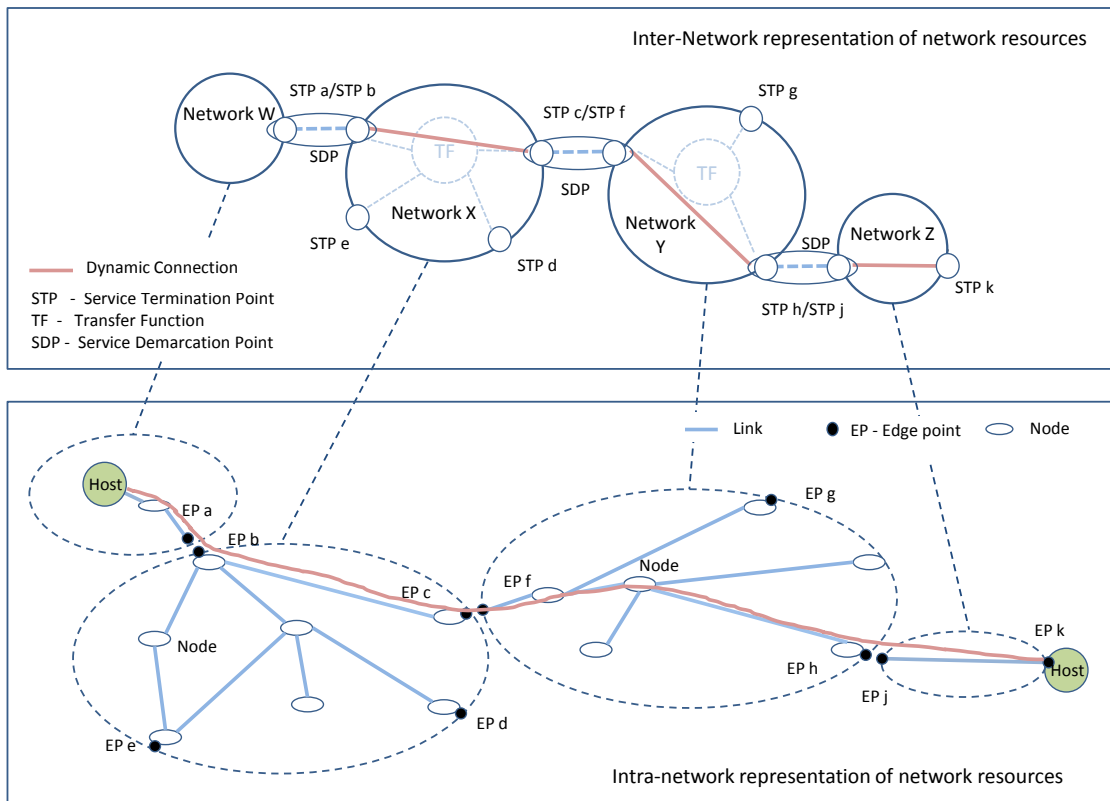 Inter-Network representation of network resources
STP g
STP a/STP b
STP c/STP f
Network W
TF
SDP
SDP
TF
Network X
Network
Y
SDP
Network Z
STP e
STP d
STP k
STP h/STP j
Dynamic Connection
STP - Service Termination Point
TF - Transfer Function
SDP - Service Demarcation Point
Link
EP - Edge point
Node
Host
EP a
EP g
EP b
EP c
EP f
Node
Node
EP k
EP h
Host
EP j
EP d
EP e
Intra-network representation of network resources